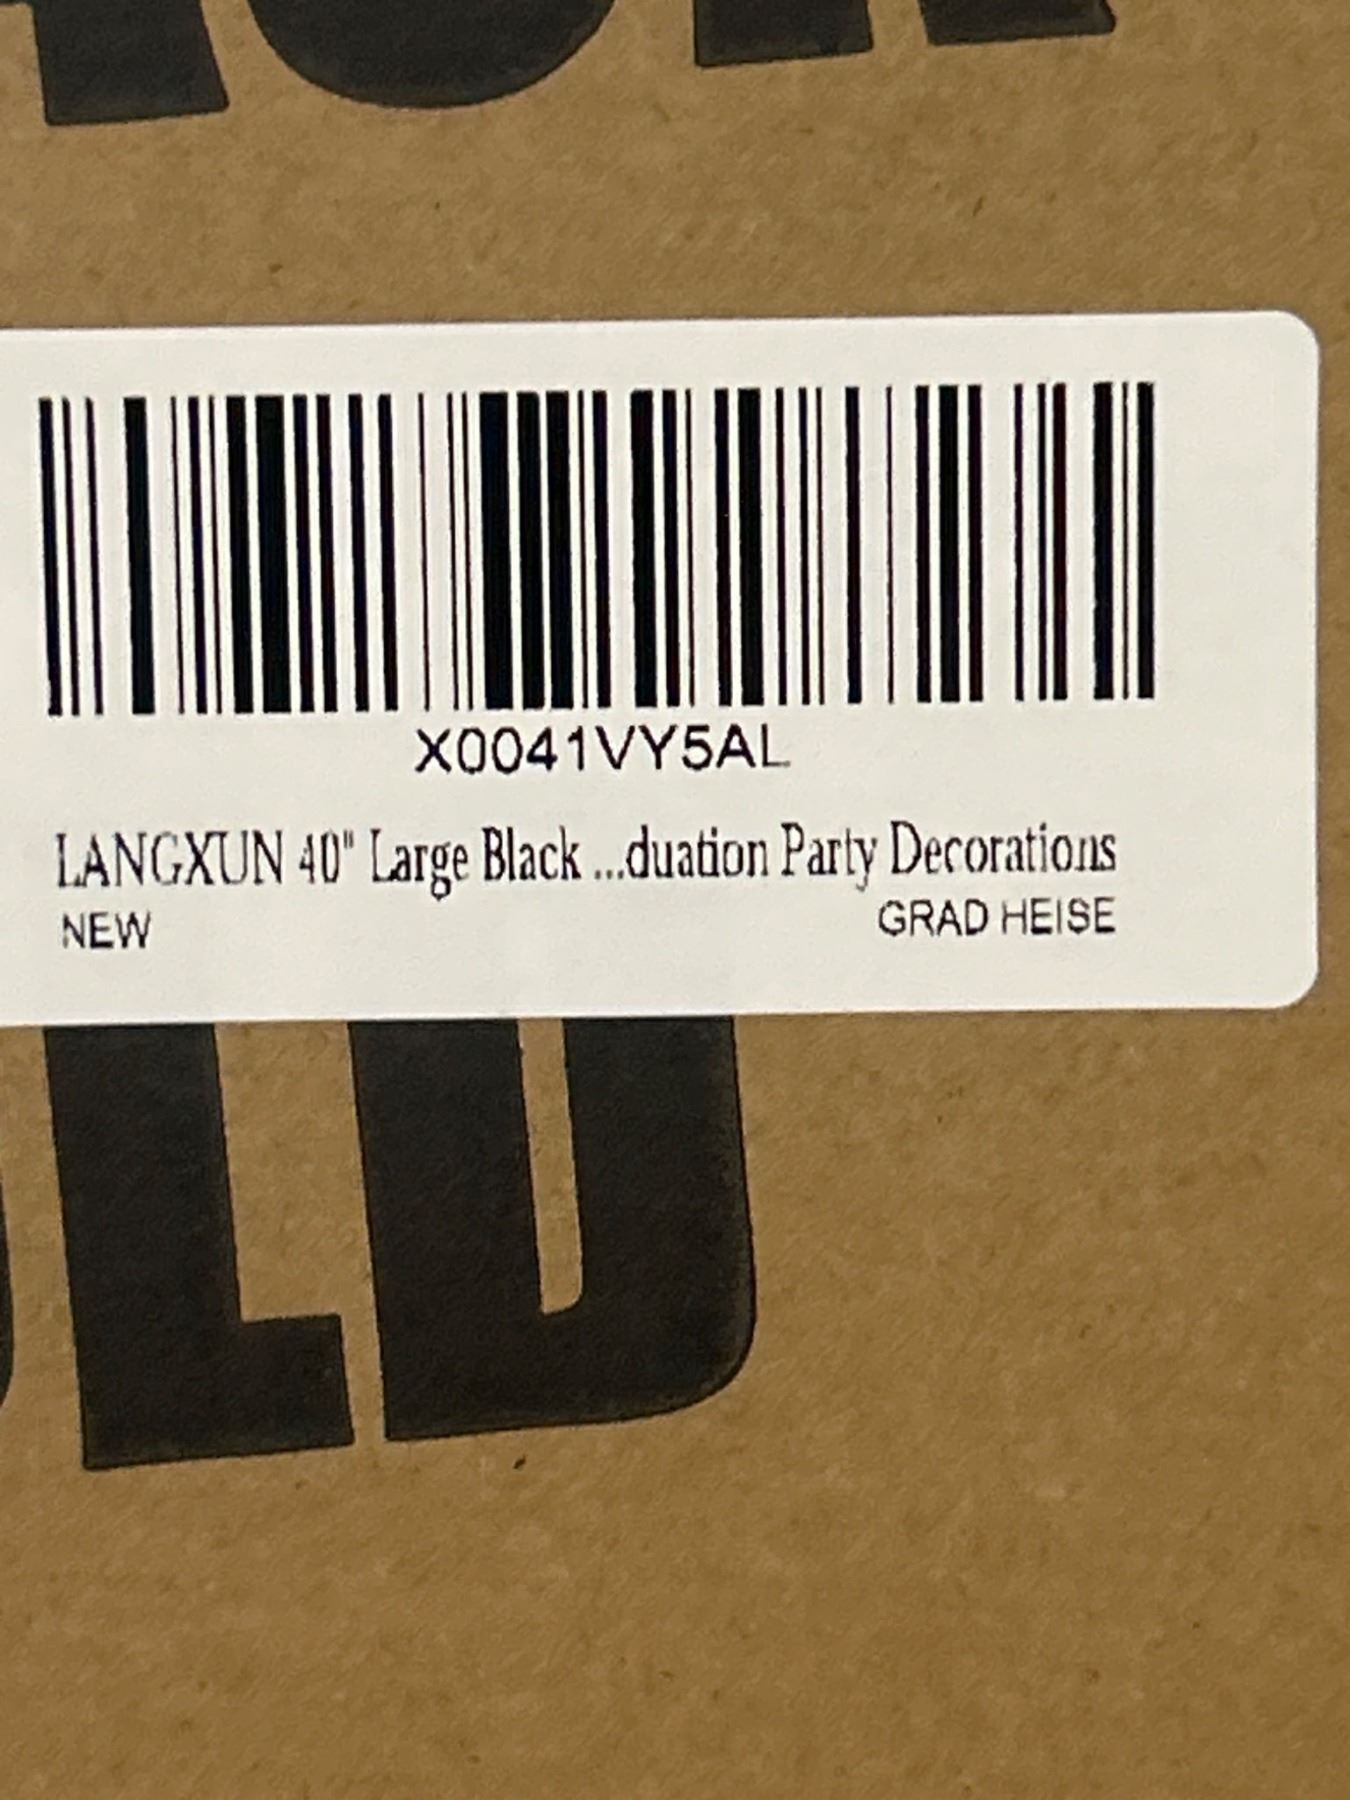 X0041VY5AL
LANGXUN 40" Large Black ...duation Party Decorations
NEW GRAD HEISE